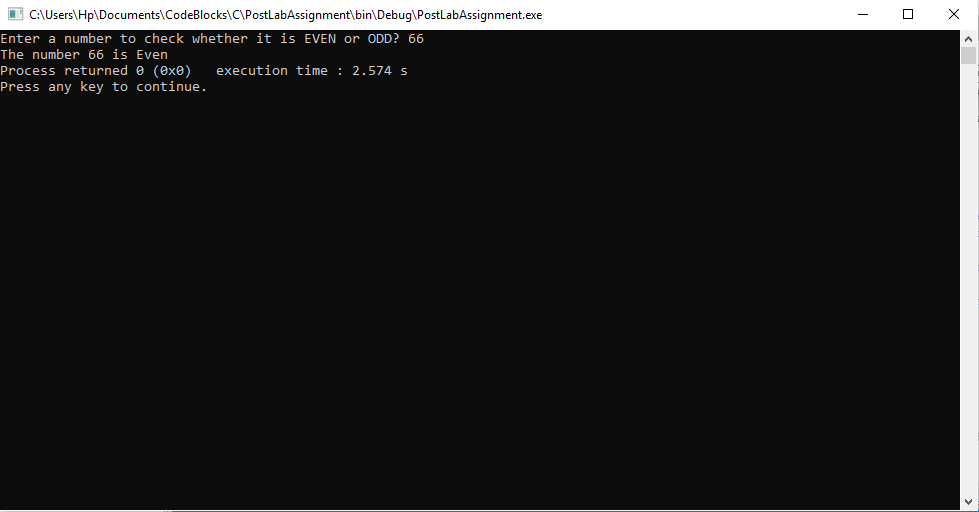 C:\Users\Hp\Documents\CodeBlocks\C\PostLabAssignment\bin\Debug\PostLabAssignment.exe
Enter a number to check whether it is EVEN or ODD? 66
The number 66 is Even
Process returned 0 (0x0)   execution time : 2.574 s
Press any key to continue.